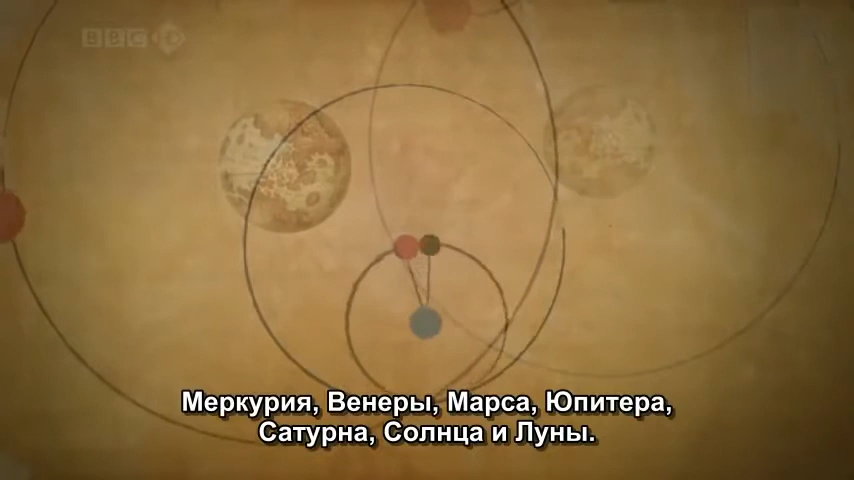 BBC
Меркурия, Венеры, Марса, Юпитера,
Сатурна, Солнца и Луны.